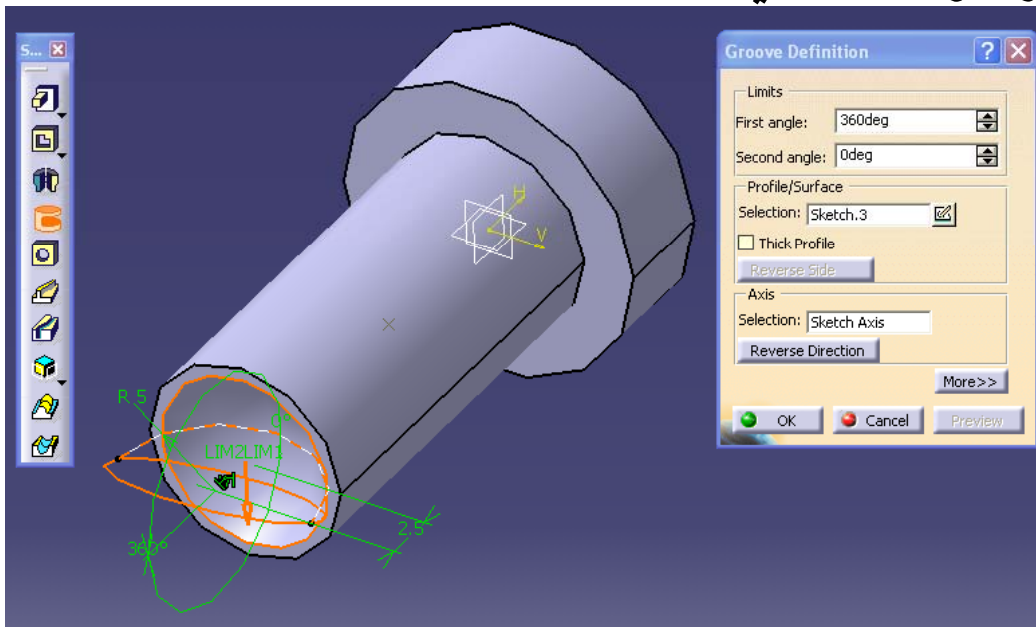 S...
Groove Definition
Limits
First angle: 360deg
Second angle: 0deg
Profile/Surface
Selection: Sketch.3
Thick Profile
Reverse Side
Axis
Selection: Sketch Axis
Reverse Direction
More>>
OK Cancel Preview
H
V
R 5
0°
LIM2LIM1
2.5
360°